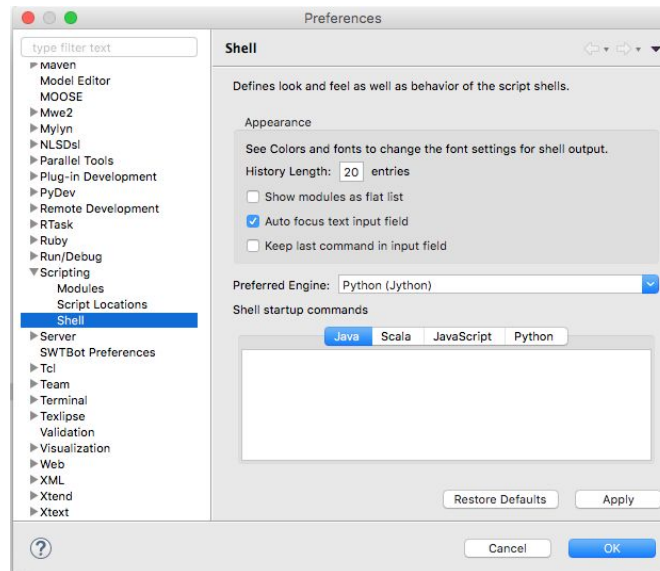 Preferences
type filter text
Maven
Model Editor
MOOSE
Mwe2
Mylyn
NLSDsl
Parallel Tools
Plug-in Development
PyDev
Remote Development
RTask
Ruby
Run/Debug
Scripting
Modules
Script Locations
Shell
Server
SWTBot Preferences
Tcl
Team
Terminal
Texlipse
Validation
Visualization
Web
XML
Xtend
Xtext
Shell
Defines look and feel as well as behavior of the script shells.
Appearance
See Colors and fonts to change the font settings for shell output.
History Length: 20 entries
Show modules as flat list
Auto focus text input field
Keep last command in input field
Preferred Engine: Python (Jython)
Shell startup commands
Java Scala JavaScript Python
Restore Defaults Apply
? Cancel OK